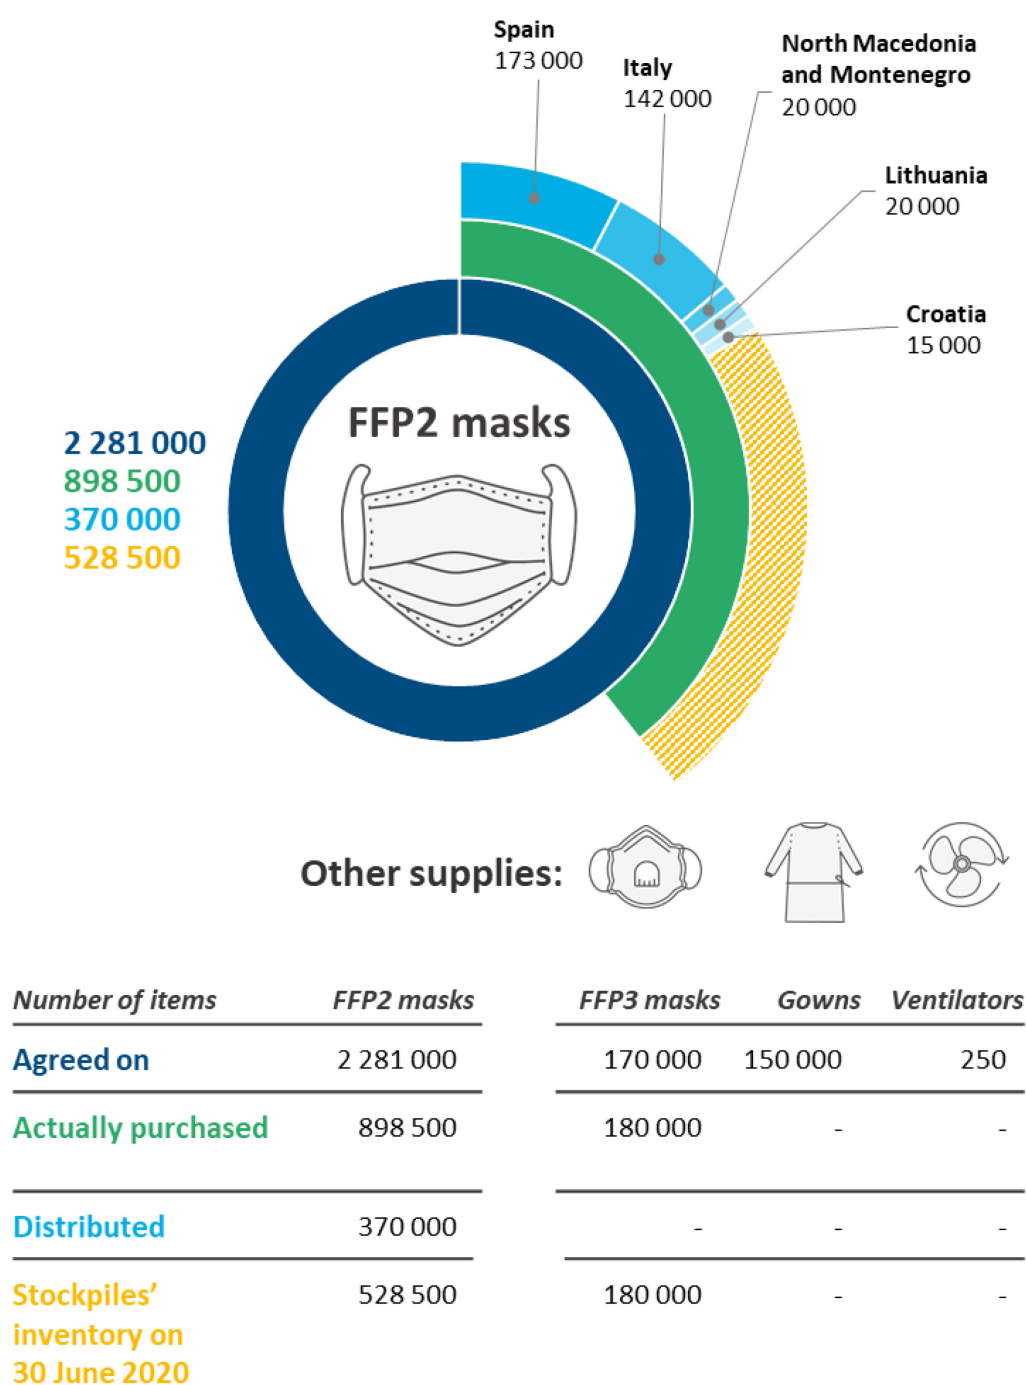 Spain
173 000
Italy
142 000
North Macedonia
and Montenegro
20 000
Lithuania
20 000
Croatia
15 000
FFP2 masks
2 281 000
898 500
370 000
528 500
Other supplies:
Number of items FFP2 masks FFP3 masks Gowns Ventilators
Agreed on 2 281 000 170 000 150 000 250
Actually purchased 898 500 180 000 - -
Distributed 370 000 - - -
Stockpiles’ 528 500 180 000 - -
inventory on
30 June 2020